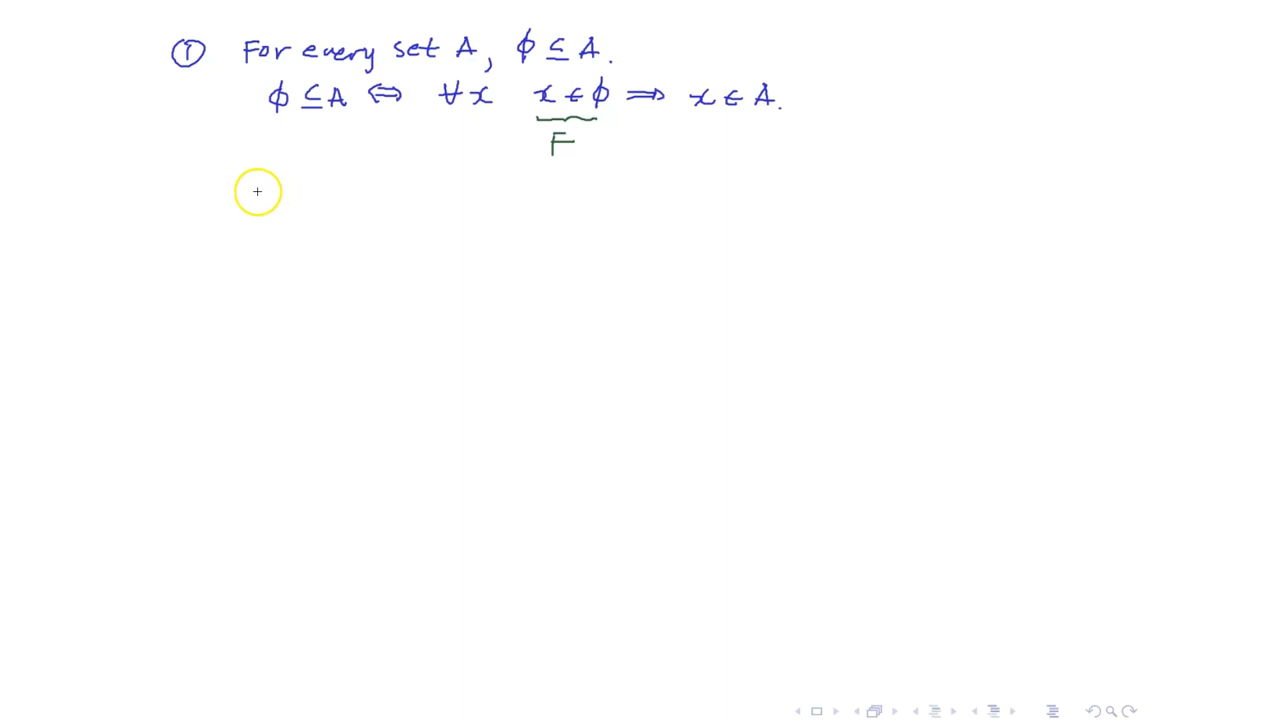 ① For every set A, ϕ ⊆ A.
ϕ ⊆ A ⇔ ∀x x ∈ ϕ ⟹ x ∈ A.
F